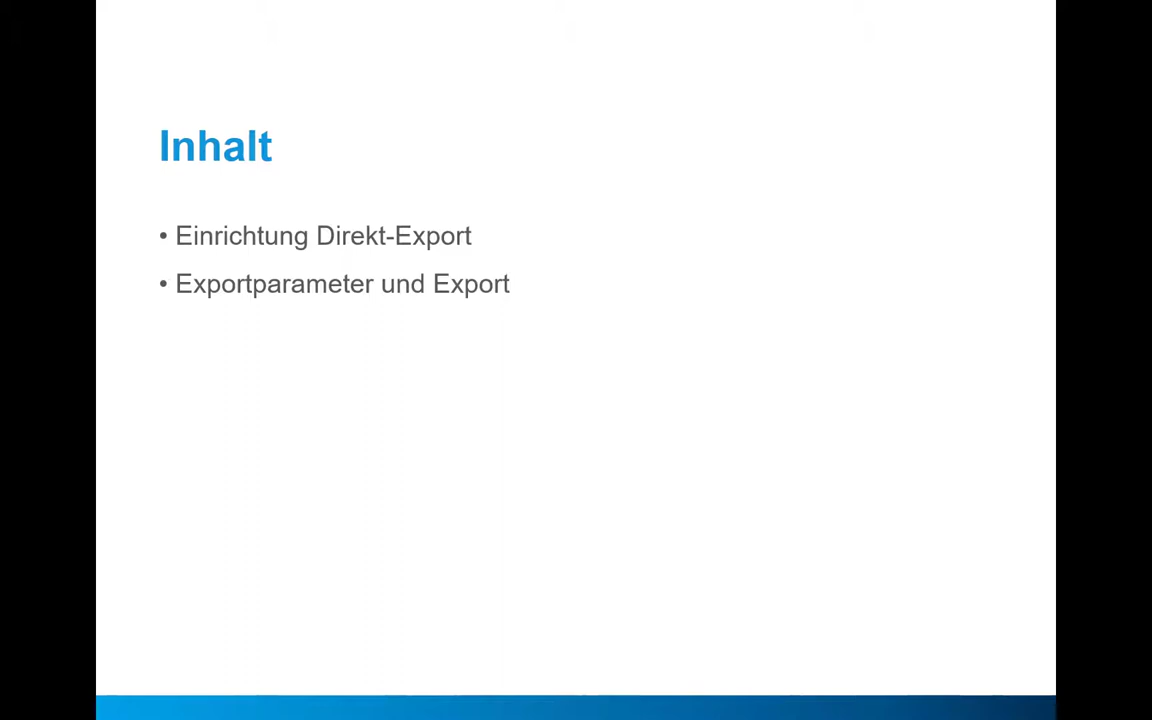 Inhalt
• Einrichtung Direkt-Export
• Exportparameter und Export